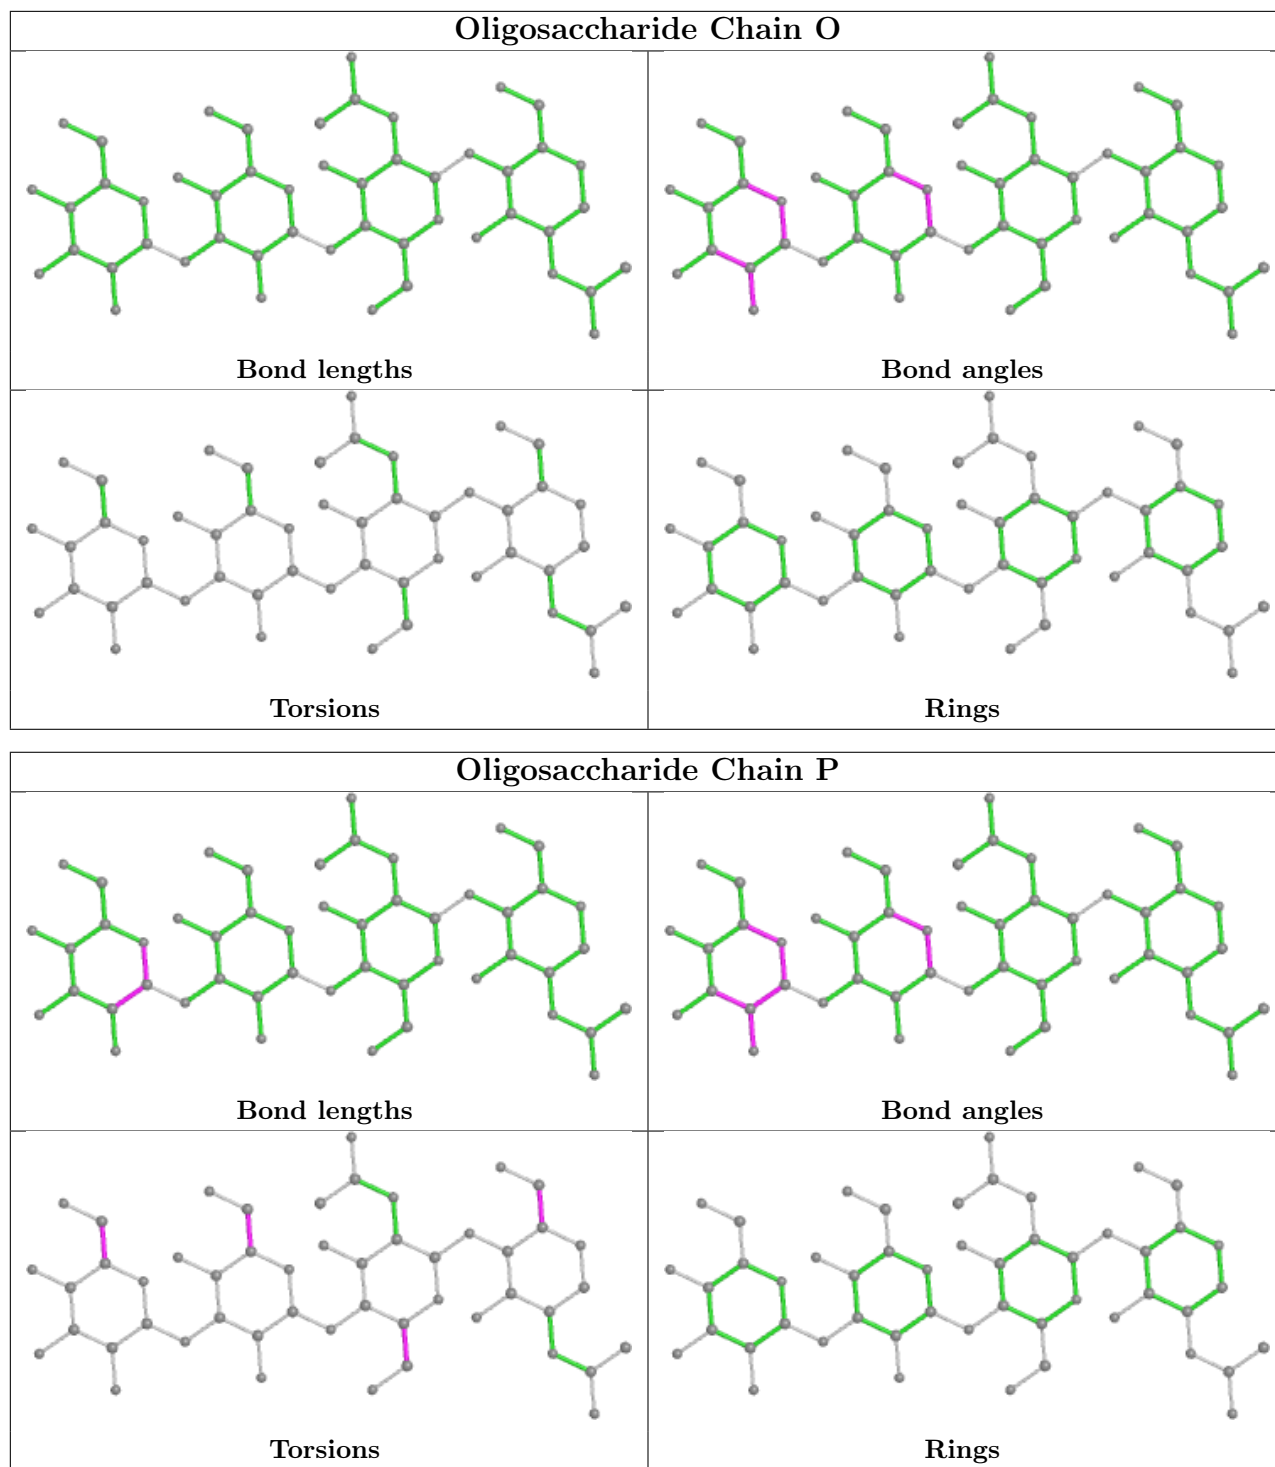 Oligosaccharide Chain O
Bond lengths
Bond angles
Torsions
Rings
Oligosaccharide Chain P
Bond lengths
Bond angles
Torsions
Rings